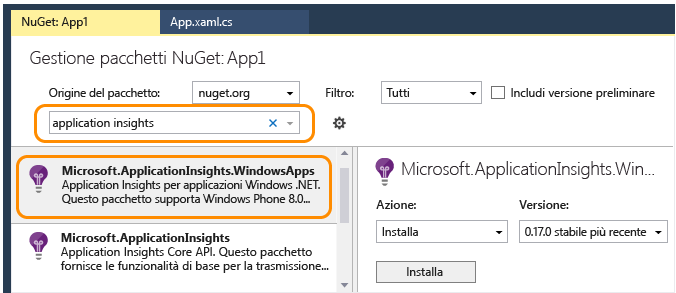 NuGet: App1
App.xaml.cs
Gestione pacchetti NuGet: App1
Origine del pacchetto: nuget.org Filtro: Tutti Includi versione preliminare
application insights
Microsoft.ApplicationInsights.WindowsApps
Application Insights per applicazioni Windows .NET.
Questo pacchetto supporta Windows Phone 8.0...
Microsoft.ApplicationInsights
Application Insights Core API. Questo pacchetto
fornisce le funzionalità di base per la trasmissione...
Microsoft.ApplicationInsights.Win...
Azione: Versione:
Installa 0.17.0 stabile più recente
Installa